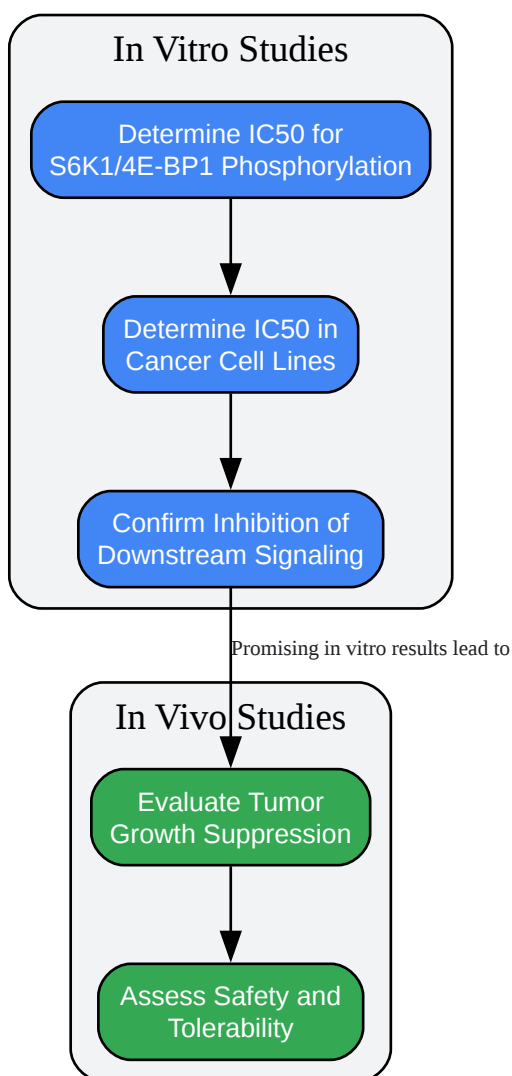 In Vitro Studies
Determine IC50 for
S6K1/4E-BP1 Phosphorylation
Determine IC50 in
Cancer Cell Lines
Confirm Inhibition of
Downstream Signaling
Promising in vitro results lead to
In Vivo Studies
Evaluate Tumor
Growth Suppression
Assess Safety and
Tolerability